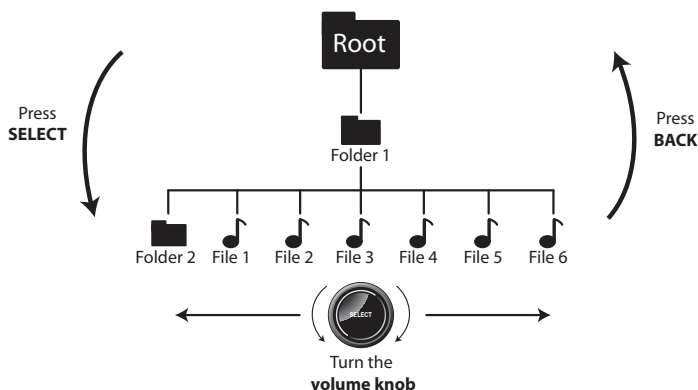 Root
Press
SELECT
Press
BACK
Folder 1
Folder 2 File 1 File 2 File 3 File 4 File 5 File 6
SELECT
Turn the
volume knob